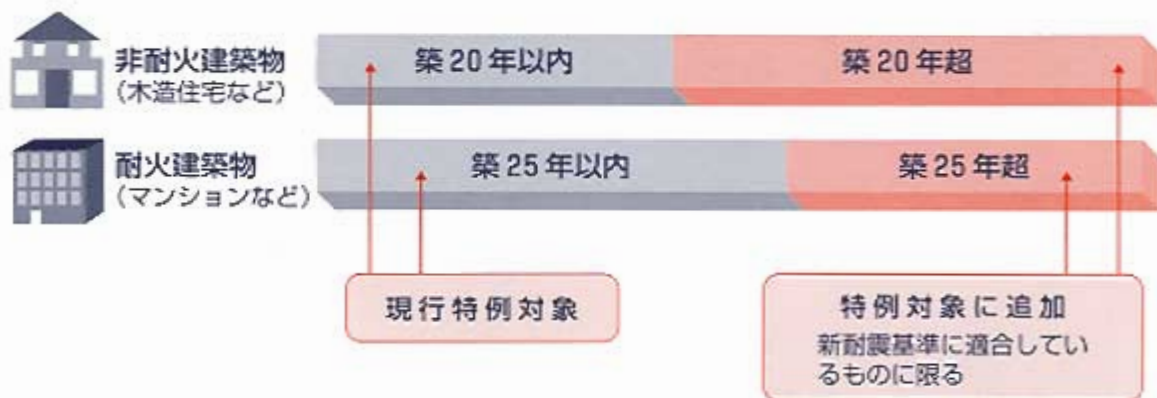 非耐火建築物
(木造住宅など)
築20年以内
築20年超
耐火建築物
(マンションなど)
築25年以内
築25年超
現行特例対象
特例対象に追加
新耐震基準に適合してい
るものに限る